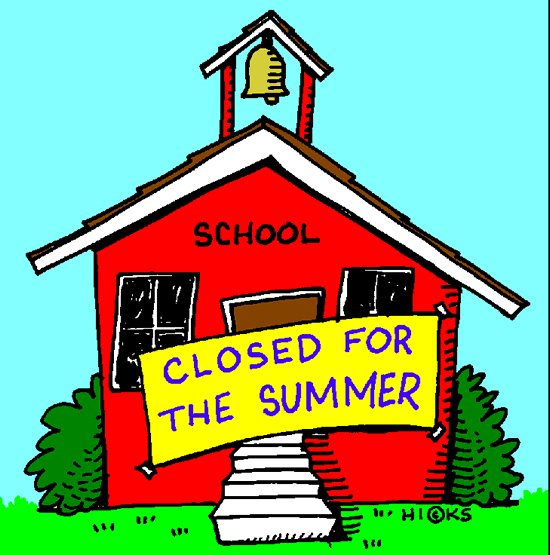 SCHOOL
CLOSED FOR
THE SUMMER
HI©KS